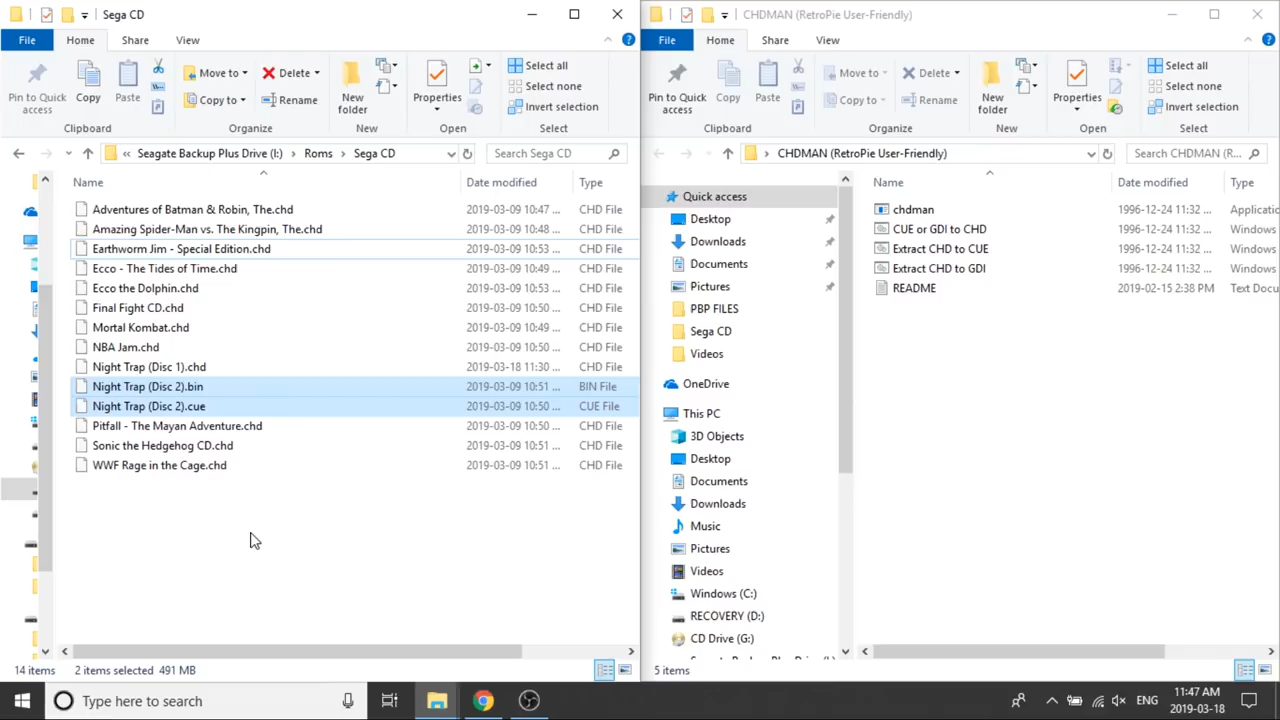 Sega CD
File Home Share View
Pin to Quick access
Copy
Paste
Move to
Copy to
Delete
Rename
New folder
Properties
Select all
Select none
Invert selection
Clipboard Organize New Open Select
« Seagate Backup Plus Drive (I:) › Roms › Sega CD
Search Sega CD
Name Date modified Type
Adventures of Batman & Robin, The.chd 2019-03-09 10:47 ... CHD File
Amazing Spider-Man vs. The Kingpin, The.chd 2019-03-09 10:48 ... CHD File
Earthworm Jim - Special Edition.chd 2019-03-09 10:53 ... CHD File
Ecco - The Tides of Time.chd 2019-03-09 10:49 ... CHD File
Ecco the Dolphin.chd 2019-03-09 10:53 ... CHD File
Final Fight CD.chd 2019-03-09 10:50 ... CHD File
Mortal Kombat.chd 2019-03-09 10:49 ... CHD File
NBA Jam.chd 2019-03-09 10:50 ... CHD File
Night Trap (Disc 1).chd 2019-03-18 11:30 ... CHD File
Night Trap (Disc 2).bin 2019-03-09 10:51 ... BIN File
Night Trap (Disc 2).cue 2019-03-09 10:50 ... CUE File
Pitfall - The Mayan Adventure.chd 2019-03-09 10:50 ... CHD File
Sonic the Hedgehog CD.chd 2019-03-09 10:51 ... CHD File
WWF Rage in the Cage.chd 2019-03-09 10:51 ... CHD File
14 items 2 items selected 491 MB
CHDMAN (RetroPie User-Friendly)
File Home Share View
Pin to Quick access
Copy
Paste
Move to
Copy to
Delete
Rename
New folder
Properties
Select all
Select none
Invert selection
Clipboard Organize New Open Select
› CHDMAN (RetroPie User-Friendly)
Search CHDMAN (R...
Quick access
Desktop
Downloads
Documents
Pictures
PBP FILES
Sega CD
Videos
OneDrive
This PC
3D Objects
Desktop
Documents
Downloads
Music
Pictures
Videos
Windows (C:)
RECOVERY (D:)
CD Drive (G:)
Name Date modified Type
chdman 1996-12-24 11:32 ... Applicatio
CUE or GDI to CHD 1996-12-24 11:32 ... Windows
Extract CHD to CUE 1996-12-24 11:32 ... Windows
Extract CHD to GDI 1996-12-24 11:32 ... Windows
README 2019-02-15 2:38 PM Text Docu
5 items
Type here to search
ENG
11:47 AM
2019-03-18